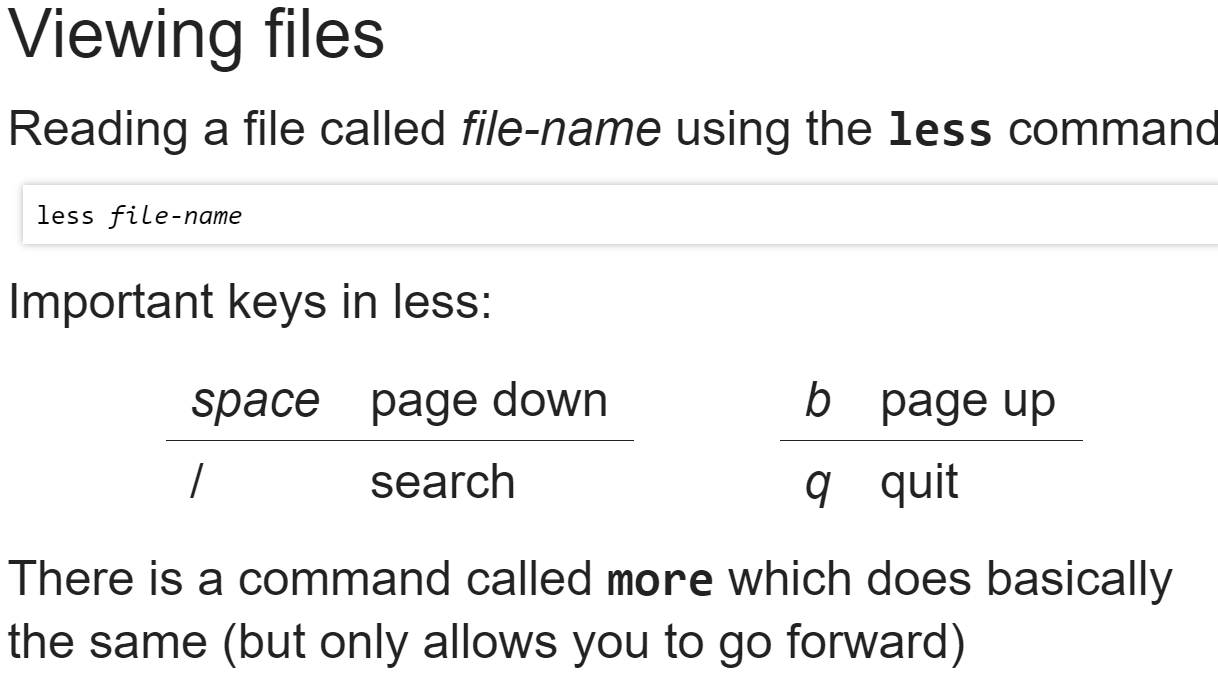 Viewing files
Reading a file called file-name using the less command
less file-name
Important keys in less:
space page down b page up
/ search q quit
There is a command called more which does basically
the same (but only allows you to go forward)